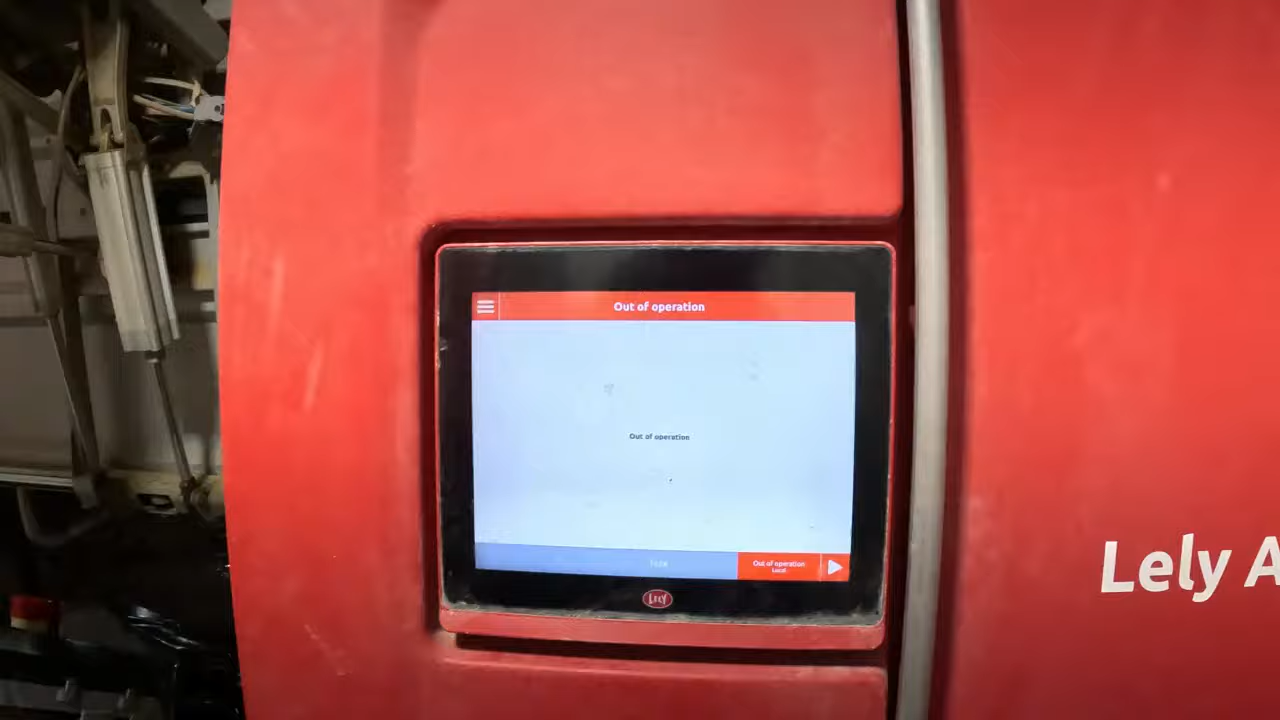 Out of operation
Out of operation
Out of operation
Local
LELY
Lely A